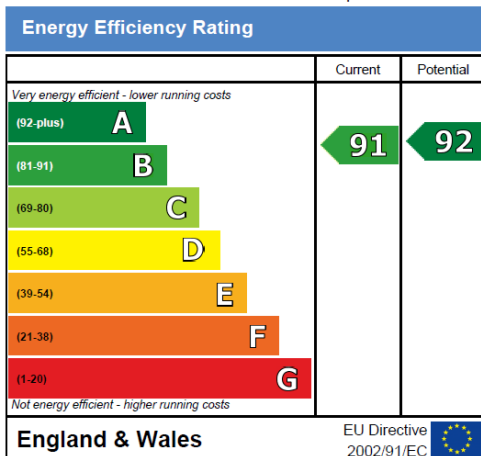 Energy Efficiency Rating
Current Potential
Very energy efficient - lower running costs
(92-plus) A
(81-91) B
91 92
(69-80) C
(55-68) D
(39-54) E
(21-38) F
(1-20) G
Not energy efficient - higher running costs
England & Wales
EU Directive
2002/91/EC